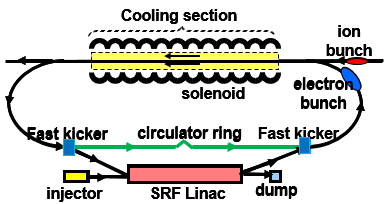 Cooling section
ion
bunch
solenoid
electron
bunch
Fast kicker
circulator ring
Fast kicker
injector
SRF Linac
dump